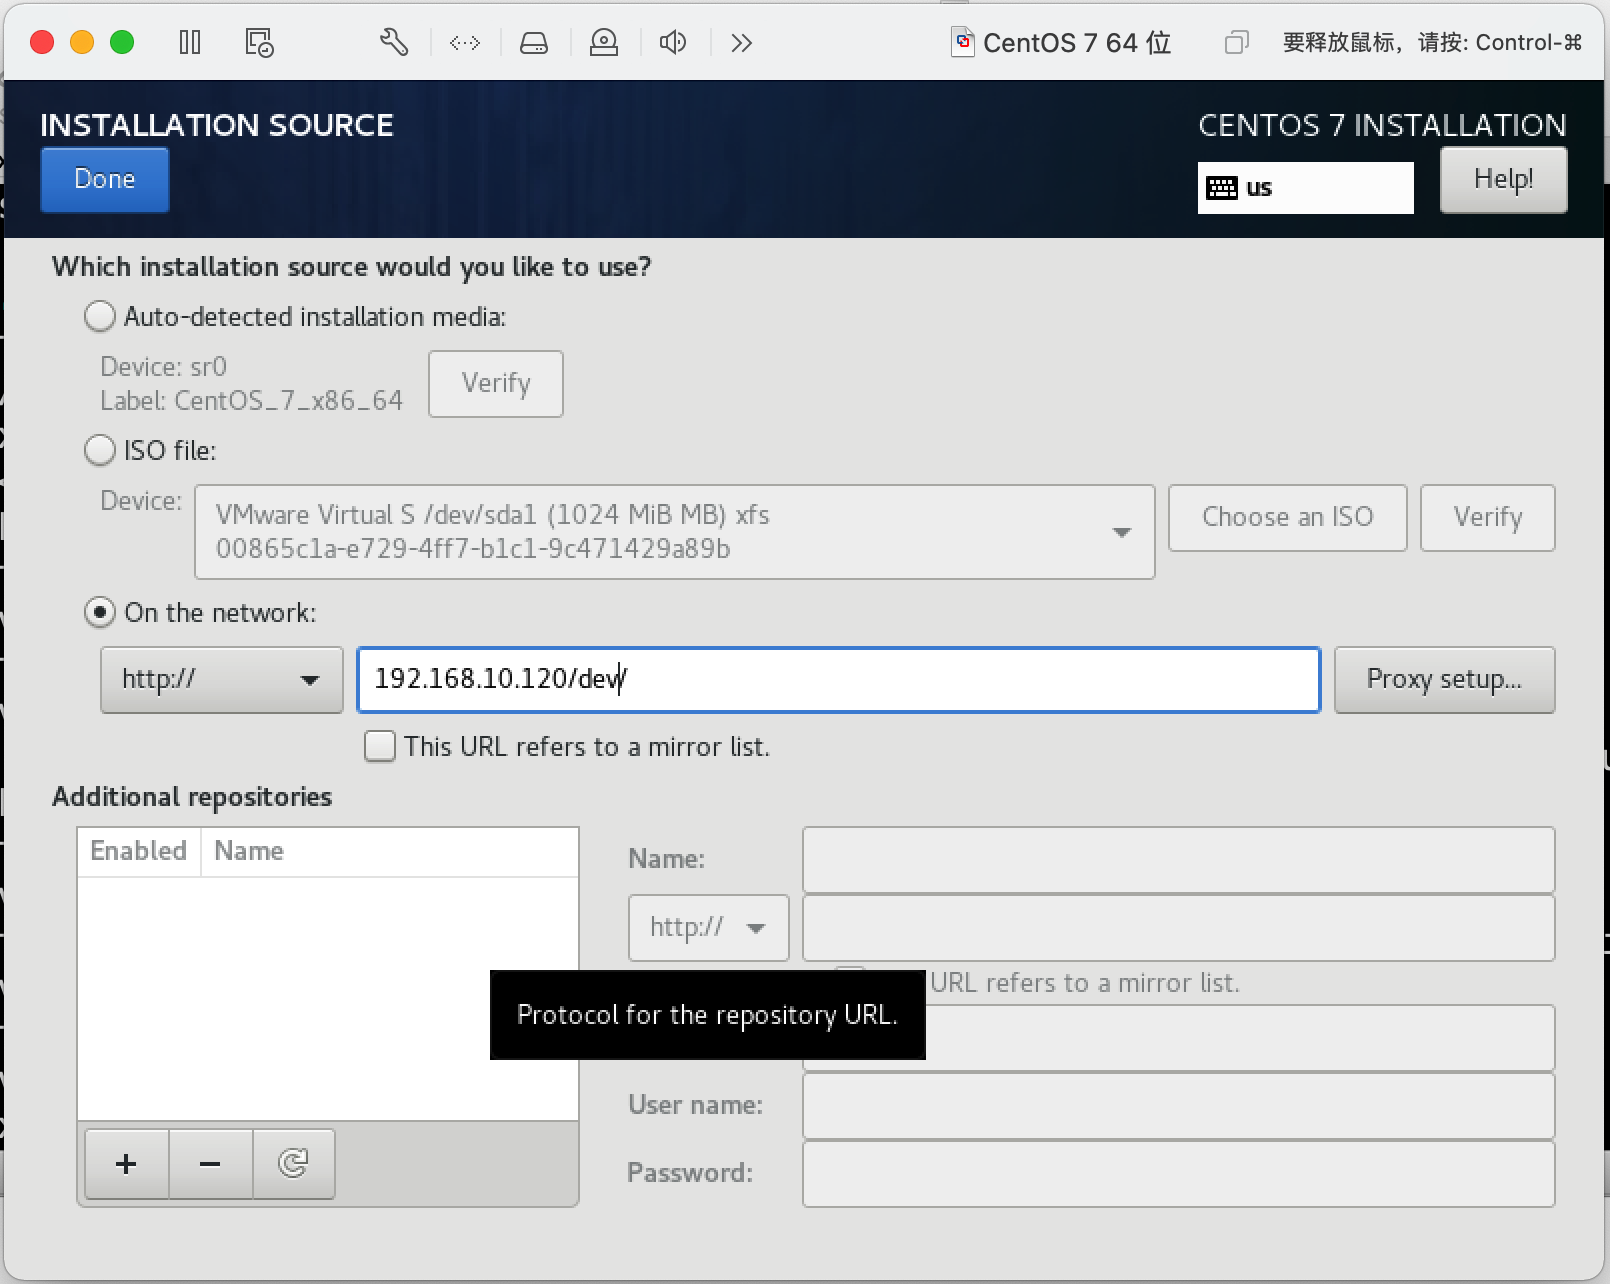 CentOS 7 64 位
要释放鼠标，请按: Control-⌘
INSTALLATION SOURCE
CENTOS 7 INSTALLATION
Done
us
Help!
Which installation source would you like to use?
Auto-detected installation media:
Device: sr0
Label: CentOS_7_x86_64
Verify
ISO file:
Device:
VMware Virtual S /dev/sda1 (1024 MiB MB) xfs
00865c1a-e729-4ff7-b1c1-9c471429a89b
Choose an ISO
Verify
On the network:
http://
192.168.10.120/dev/
Proxy setup...
This URL refers to a mirror list.
Additional repositories
Enabled
Name
Name:
http://
URL refers to a mirror list.
Protocol for the repository URL.
User name:
Password: